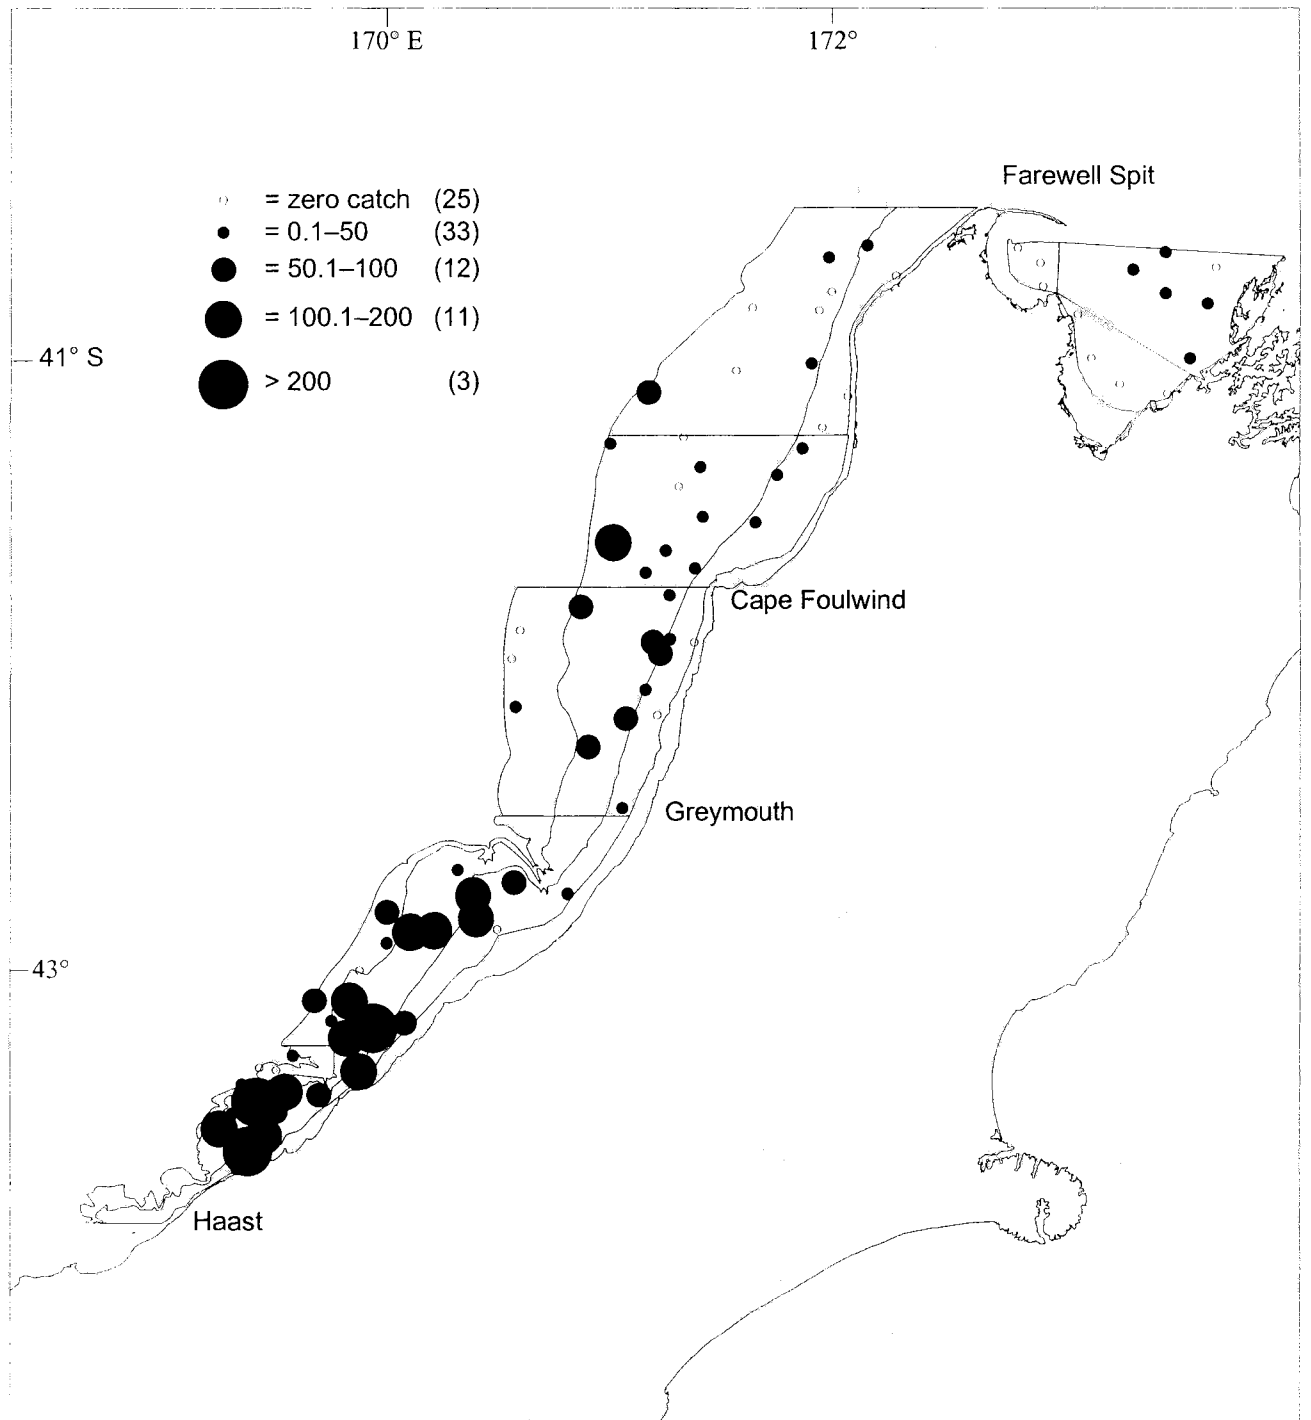 170° E
172°
Farewell Spit
= zero catch (25)
= 0.1–50 (33)
= 50.1–100 (12)
= 100.1–200 (11)
> 200 (3)
41° S
Cape Foulwind
Greymouth
43°
Haast